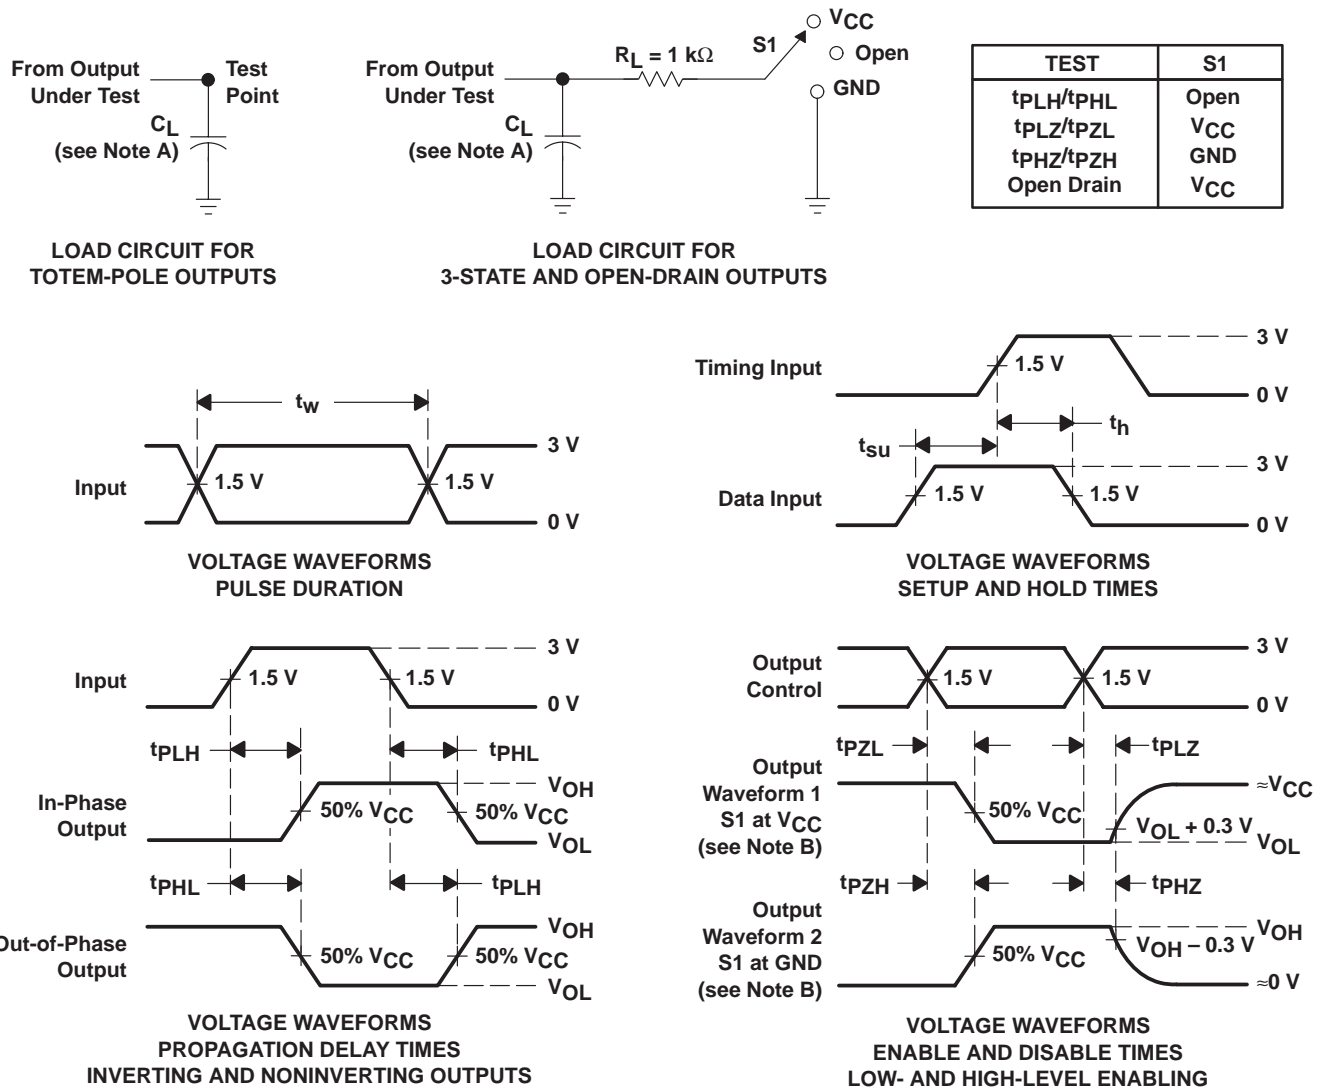 From Output
Under Test
Test
Point
CL
(see Note A)
LOAD CIRCUIT FOR
TOTEM-POLE OUTPUTS
From Output
Under Test
CL
(see Note A)
RL = 1 kΩ
S1
VCC
Open
GND
LOAD CIRCUIT FOR
3-STATE AND OPEN-DRAIN OUTPUTS
TEST S1
tPLH/tPHL Open
tPLZ/tPZL VCC
tPHZ/tPZH GND
Open Drain VCC
tw
Input
1.5 V
1.5 V
3 V
0 V
VOLTAGE WAVEFORMS
PULSE DURATION
Timing Input
1.5 V
3 V
0 V
tsu
th
Data Input
1.5 V
1.5 V
3 V
0 V
VOLTAGE WAVEFORMS
SETUP AND HOLD TIMES
Input
1.5 V
1.5 V
3 V
0 V
tPLH
tPHL
In-Phase
Output
50% VCC
50% VCC
VOH
VOL
tPHL
tPLH
Out-of-Phase
Output
50% VCC
50% VCC
VOH
VOL
VOLTAGE WAVEFORMS
PROPAGATION DELAY TIMES
INVERTING AND NONINVERTING OUTPUTS
Output
Control
1.5 V
1.5 V
3 V
0 V
tPZL
tPLZ
Output
Waveform 1
S1 at VCC
(see Note B)
50% VCC
≈VCC
VOL + 0.3 V
VOL
tPZH
tPHZ
Output
Waveform 2
S1 at GND
(see Note B)
50% VCC
VOH
VOH − 0.3 V
≈0 V
VOLTAGE WAVEFORMS
ENABLE AND DISABLE TIMES
LOW- AND HIGH-LEVEL ENABLING